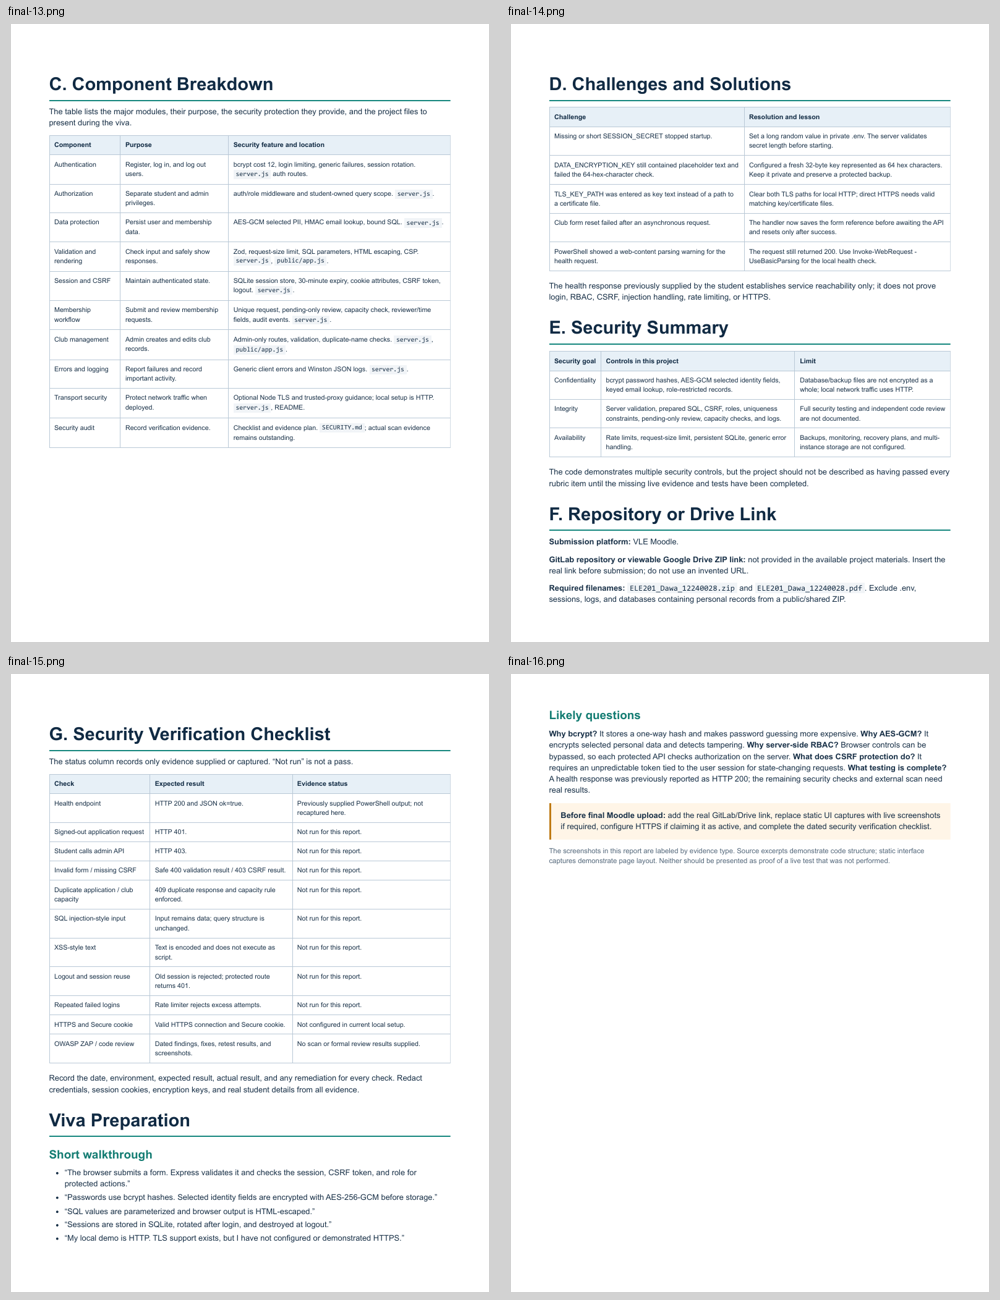 final-13.png
C. Component Breakdown
The table lists the major modules, their purpose, the security protection they provide, and the project files to
present during the viva.
Component Purpose Security feature and location
Authentication Register, log in, and log out users. bcrypt cost 12, login limiting, generic failures, session rotation. server.js auth routes.
Authorization Separate student and admin privileges. auth/role middleware and student-owned query scope. server.js.
Data protection Persist user and membership data. AES-GCM selected PII, HMAC email lookup, bound SQL. server.js.
Validation and rendering Check input and safely show responses. Zod, request-size limit, SQL parameters, HTML escaping, CSP. server.js, public/app.js.
Session and CSRF Maintain authenticated state. SQLite session store, 30-minute expiry, cookie attributes, CSRF token, logout. server.js.
Membership workflow Submit and review membership requests. Unique request, pending-only review, capacity check, reviewer/time fields, audit events. server.js.
Club management Admin creates and edits club records. Admin-only routes, validation, duplicate-name checks. server.js, public/app.js.
Errors and logging Report failures and record important activity. Generic client errors and Winston JSON logs. server.js.
Transport security Protect network traffic when deployed. Optional Node TLS and trusted-proxy guidance; local setup is HTTP. server.js, README.
Security audit Record verification evidence. Checklist and evidence plan. SECURITY.md; actual scan evidence remains outstanding.
final-14.png
D. Challenges and Solutions
Challenge Resolution and lesson
Missing or short SESSION_SECRET stopped startup. Set a long random value in private .env. The server validates secret length before starting.
DATA_ENCRYPTION_KEY still contained placeholder text and failed the 64-hex-character check. Configured a fresh 32-byte key represented as 64 hex characters. Keep it private and preserve a protected backup.
TLS_KEY_PATH was entered as key text instead of a path to a certificate file. Clear both TLS paths for local HTTP; direct HTTPS needs valid matching key/certificate files.
Club form reset failed after an asynchronous request. The handler now saves the form reference before awaiting the API and resets only after success.
PowerShell showed a web-content parsing warning for the health request. The request still returned 200. Use Invoke-WebRequest -UseBasicParsing for the local health check.
The health response previously supplied by the student establishes service reachability only; it does not prove
login, RBAC, CSRF, injection handling, rate limiting, or HTTPS.
E. Security Summary
Security goal Controls in this project Limit
Confidentiality bcrypt password hashes, AES-GCM selected identity fields, keyed email lookup, role-restricted records. Database/backup files are not encrypted as a whole; local network traffic uses HTTP.
Integrity Server validation, prepared SQL, CSRF, roles, uniqueness constraints, pending-only review, capacity checks, and logs. Full security testing and independent code review are not documented.
Availability Rate limits, request-size limit, persistent SQLite, generic error handling. Backups, monitoring, recovery plans, and multi-instance storage are not configured.
The code demonstrates multiple security controls, but the project should not be described as having passed every
rubric item until the missing live evidence and tests have been completed.
F. Repository or Drive Link
Submission platform: VLE Moodle.
GitLab repository or viewable Google Drive ZIP link: not provided in the available project materials. Insert the
real link before submission; do not use an invented URL.
Required filenames: ELE201_Dawa_12240028.zip and ELE201_Dawa_12240028.pdf. Exclude .env,
sessions, logs, and databases containing personal records from a public/shared ZIP.
final-15.png
G. Security Verification Checklist
The status column records only evidence supplied or captured. “Not run” is not a pass.
Check Expected result Evidence status
Health endpoint HTTP 200 and JSON ok=true. Previously supplied PowerShell output; not recaptured here.
Signed-out application request HTTP 401. Not run for this report.
Student calls admin API HTTP 403. Not run for this report.
Invalid form / missing CSRF Safe 400 validation result / 403 CSRF result. Not run for this report.
Duplicate application / club capacity 409 duplicate response and capacity rule enforced. Not run for this report.
SQL injection-style input Input remains data; query structure is unchanged. Not run for this report.
XSS-style text Text is encoded and does not execute as script. Not run for this report.
Logout and session reuse Old session is rejected; protected route returns 401. Not run for this report.
Repeated failed logins Rate limiter rejects excess attempts. Not run for this report.
HTTPS and Secure cookie Valid HTTPS connection and Secure cookie. Not configured in current local setup.
OWASP ZAP / code review Dated findings, fixes, retest results, and screenshots. No scan or formal review results supplied.
Record the date, environment, expected result, actual result, and any remediation for every check. Redact
credentials, session cookies, encryption keys, and real student details from all evidence.
Viva Preparation
Short walkthrough
• “The browser submits a form. Express validates it and checks the session, CSRF token, and role for
protected actions.”
• “Passwords use bcrypt hashes. Selected identity fields are encrypted with AES-256-GCM before storage.”
• “SQL values are parameterized and browser output is HTML-escaped.”
• “Sessions are stored in SQLite, rotated after login, and destroyed at logout.”
• “My local demo is HTTP. TLS support exists, but I have not configured or demonstrated HTTPS.”
final-16.png
Likely questions
Why bcrypt? It stores a one-way hash and makes password guessing more expensive. Why AES-GCM? It
encrypts selected personal data and detects tampering. Why server-side RBAC? Browser controls can be
bypassed, so each protected API checks authorization on the server. What does CSRF protection do? It
requires an unpredictable token tied to the user session for state-changing requests. What testing is complete?
A health response was previously reported as HTTP 200; the remaining security checks and external scan need
real results.
Before final Moodle upload: add the real GitLab/Drive link, replace static UI captures with live screenshots
if required, configure HTTPS if claiming it as active, and complete the dated security verification checklist.
The screenshots in this report are labeled by evidence type. Source excerpts demonstrate code structure; static interface
captures demonstrate page layout. Neither should be presented as proof of a live test that was not performed.